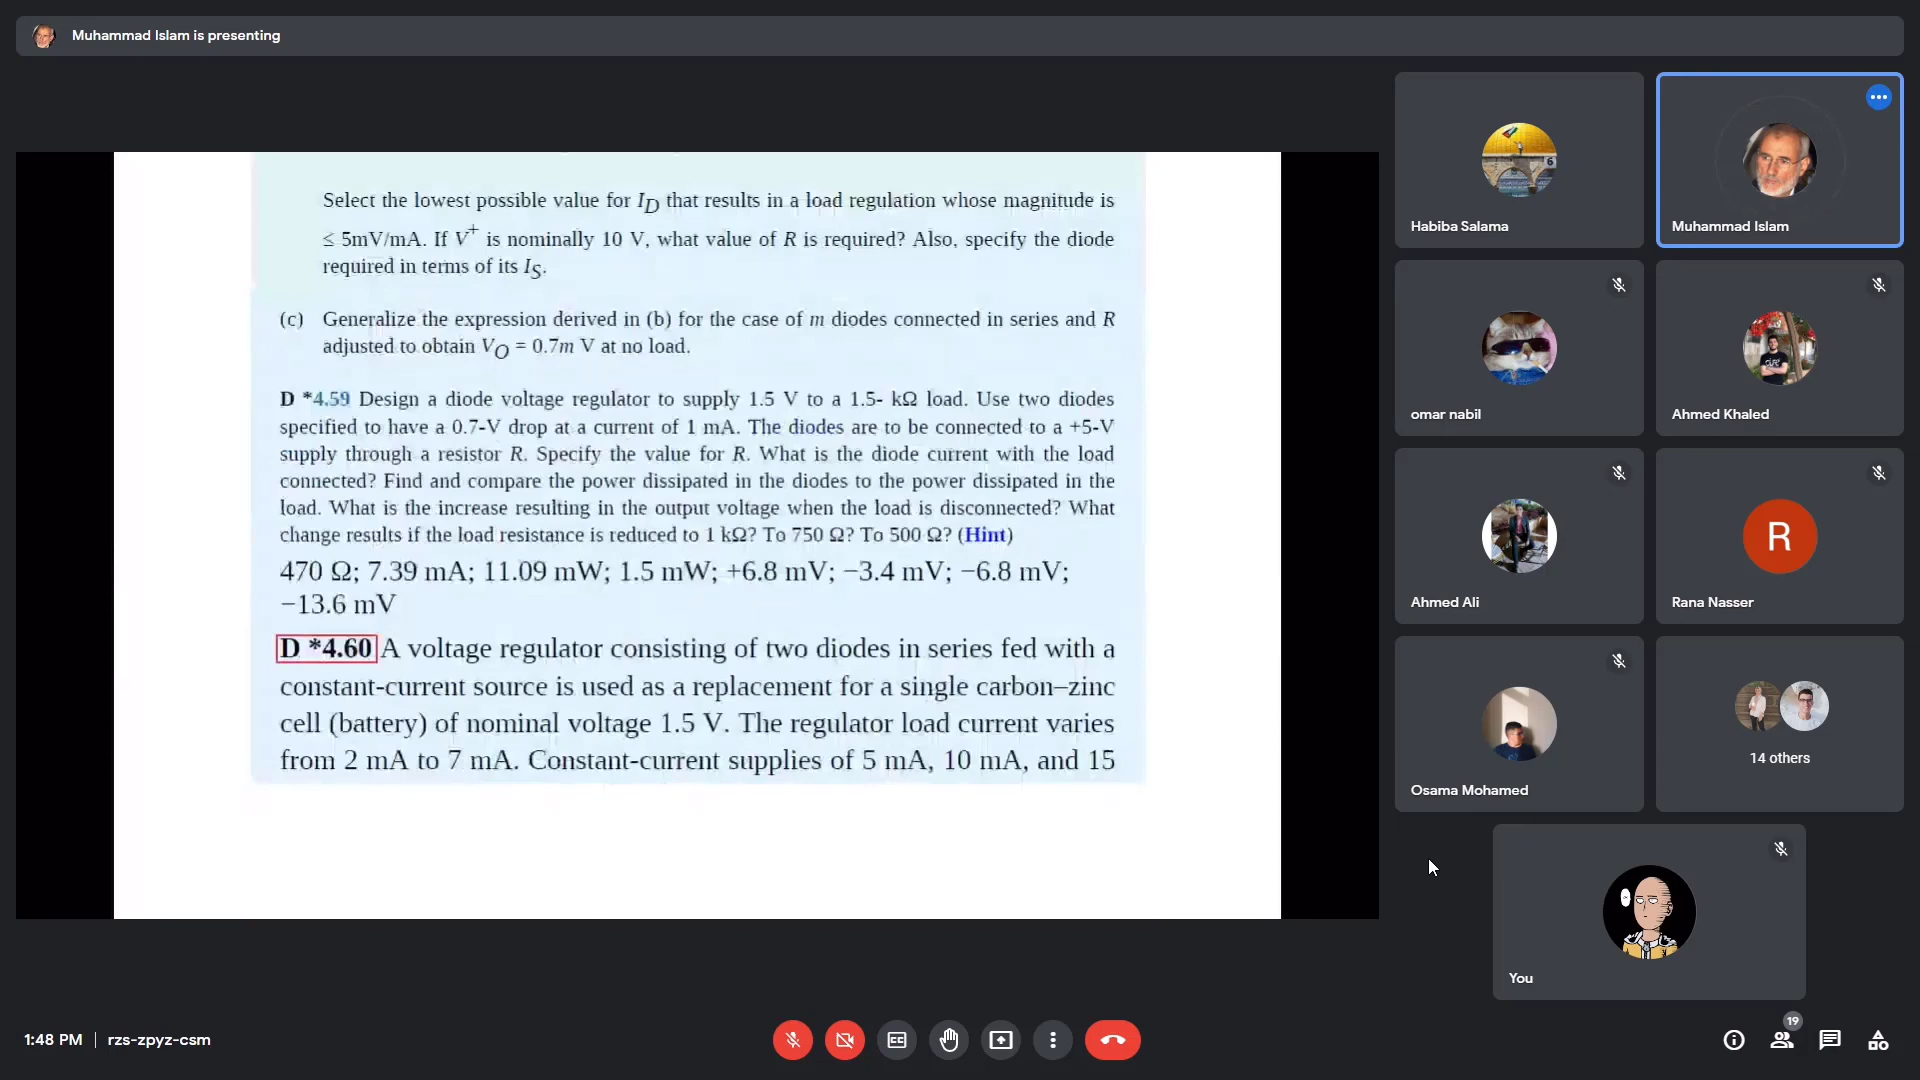 Muhammad Islam is presenting
Select the lowest possible value for I_D that results in a load regulation whose magnitude is
≤ 5mV/mA. If V⁺ is nominally 10 V, what value of R is required? Also, specify the diode
required in terms of its I_S.
(c) Generalize the expression derived in (b) for the case of m diodes connected in series and R
adjusted to obtain V_O = 0.7m V at no load.
D *4.59 Design a diode voltage regulator to supply 1.5 V to a 1.5- kΩ load. Use two diodes
specified to have a 0.7-V drop at a current of 1 mA. The diodes are to be connected to a +5-V
supply through a resistor R. Specify the value for R. What is the diode current with the load
connected? Find and compare the power dissipated in the diodes to the power dissipated in the
load. What is the increase resulting in the output voltage when the load is disconnected? What
change results if the load resistance is reduced to 1 kΩ? To 750 Ω? To 500 Ω? (Hint)
470 Ω; 7.39 mA; 11.09 mW; 1.5 mW; +6.8 mV; −3.4 mV; −6.8 mV;
−13.6 mV
D *4.60 A voltage regulator consisting of two diodes in series fed with a
constant-current source is used as a replacement for a single carbon–zinc
cell (battery) of nominal voltage 1.5 V. The regulator load current varies
from 2 mA to 7 mA. Constant-current supplies of 5 mA, 10 mA, and 15
Habiba Salama
Muhammad Islam
omar nabil
Ahmed Khaled
Ahmed Ali
R
Rana Nasser
Osama Mohamed
14 others
You
1:48 PM | rzs-zpyz-csm
19